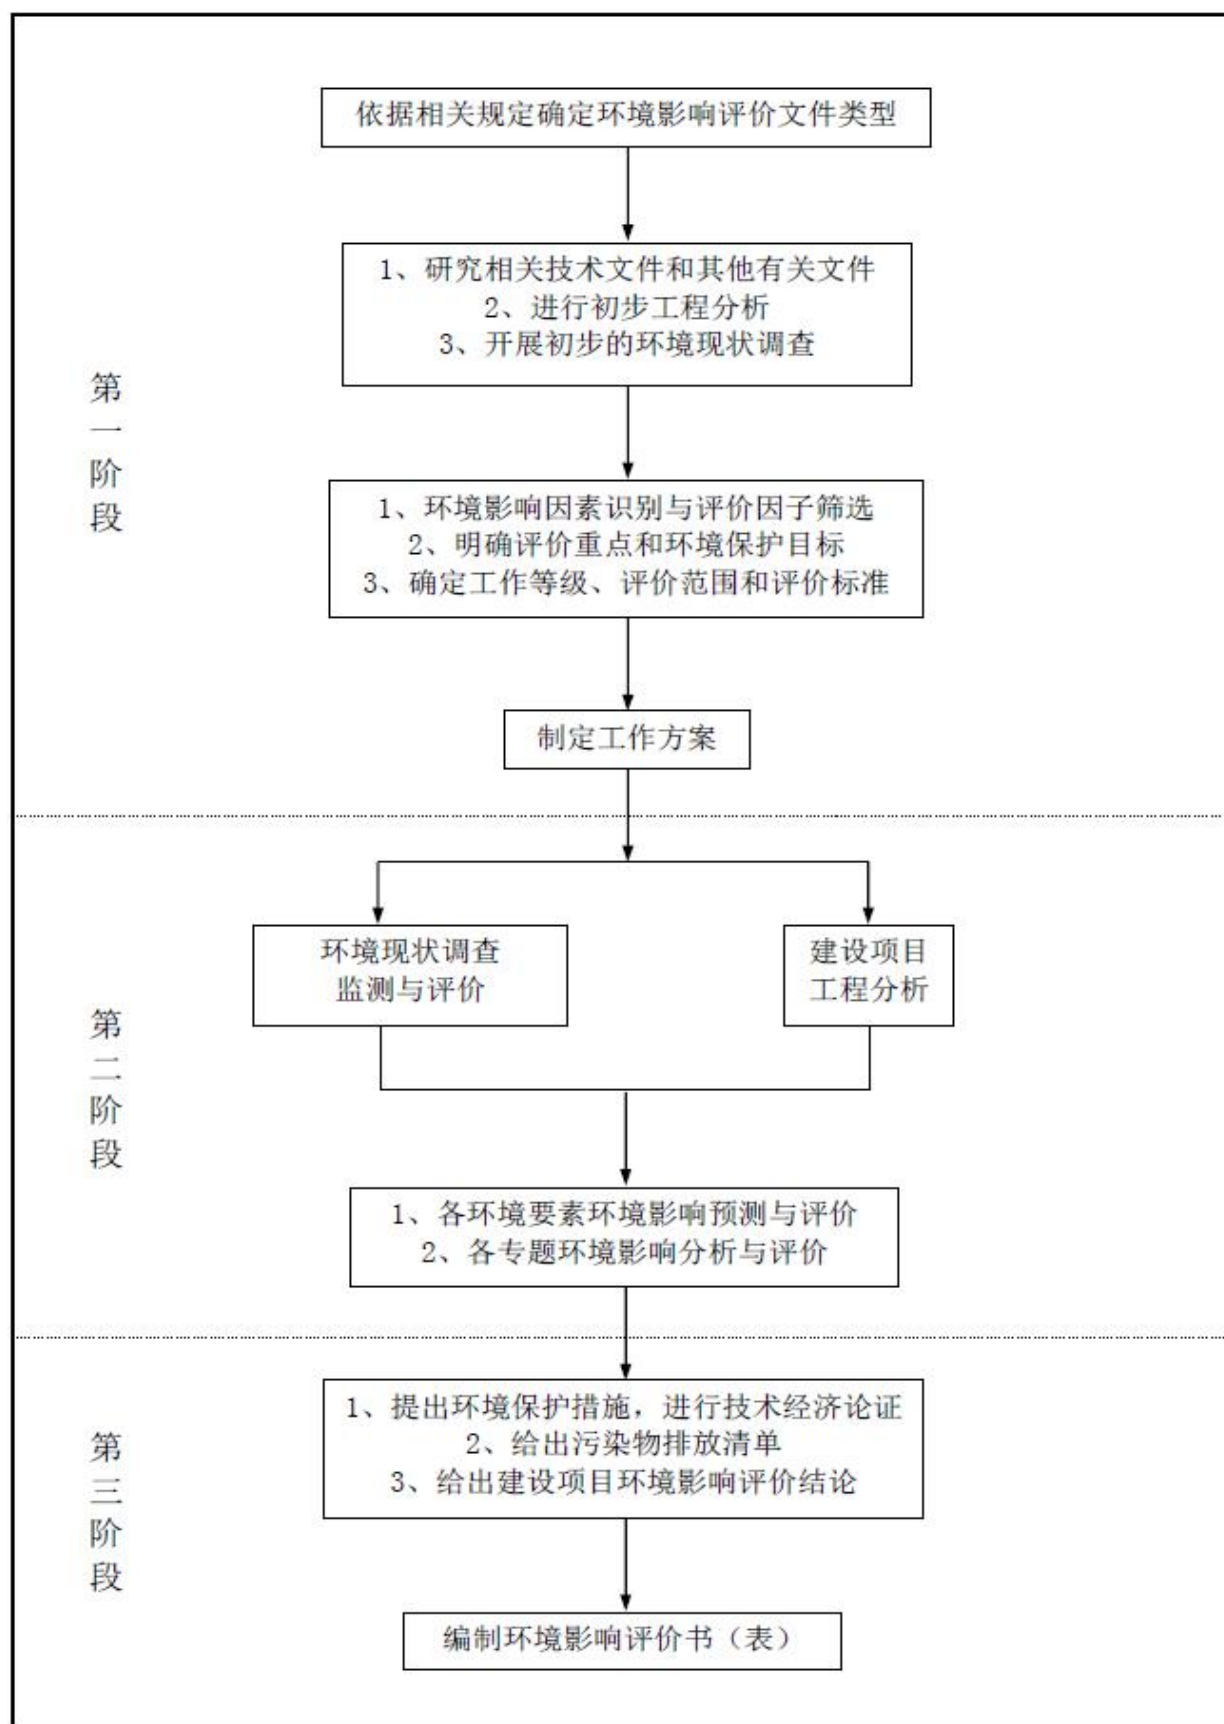 依据相关规定确定环境影响评价文件类型
1、研究相关技术文件和其他有关文件
2、进行初步工程分析
3、开展初步的环境现状调查
第一阶段
1、环境影响因素识别与评价因子筛选
2、明确评价重点和环境保护目标
3、确定工作等级、评价范围和评价标准
制定工作方案
环境现状调查
监测与评价
建设项目
工程分析
第二阶段
1、各环境要素环境影响预测与评价
2、各专题环境影响分析与评价
1、提出环境保护措施，进行技术经济论证
2、给出污染物排放清单
3、给出建设项目环境影响评价结论
第三阶段
编制环境影响评价书（表）